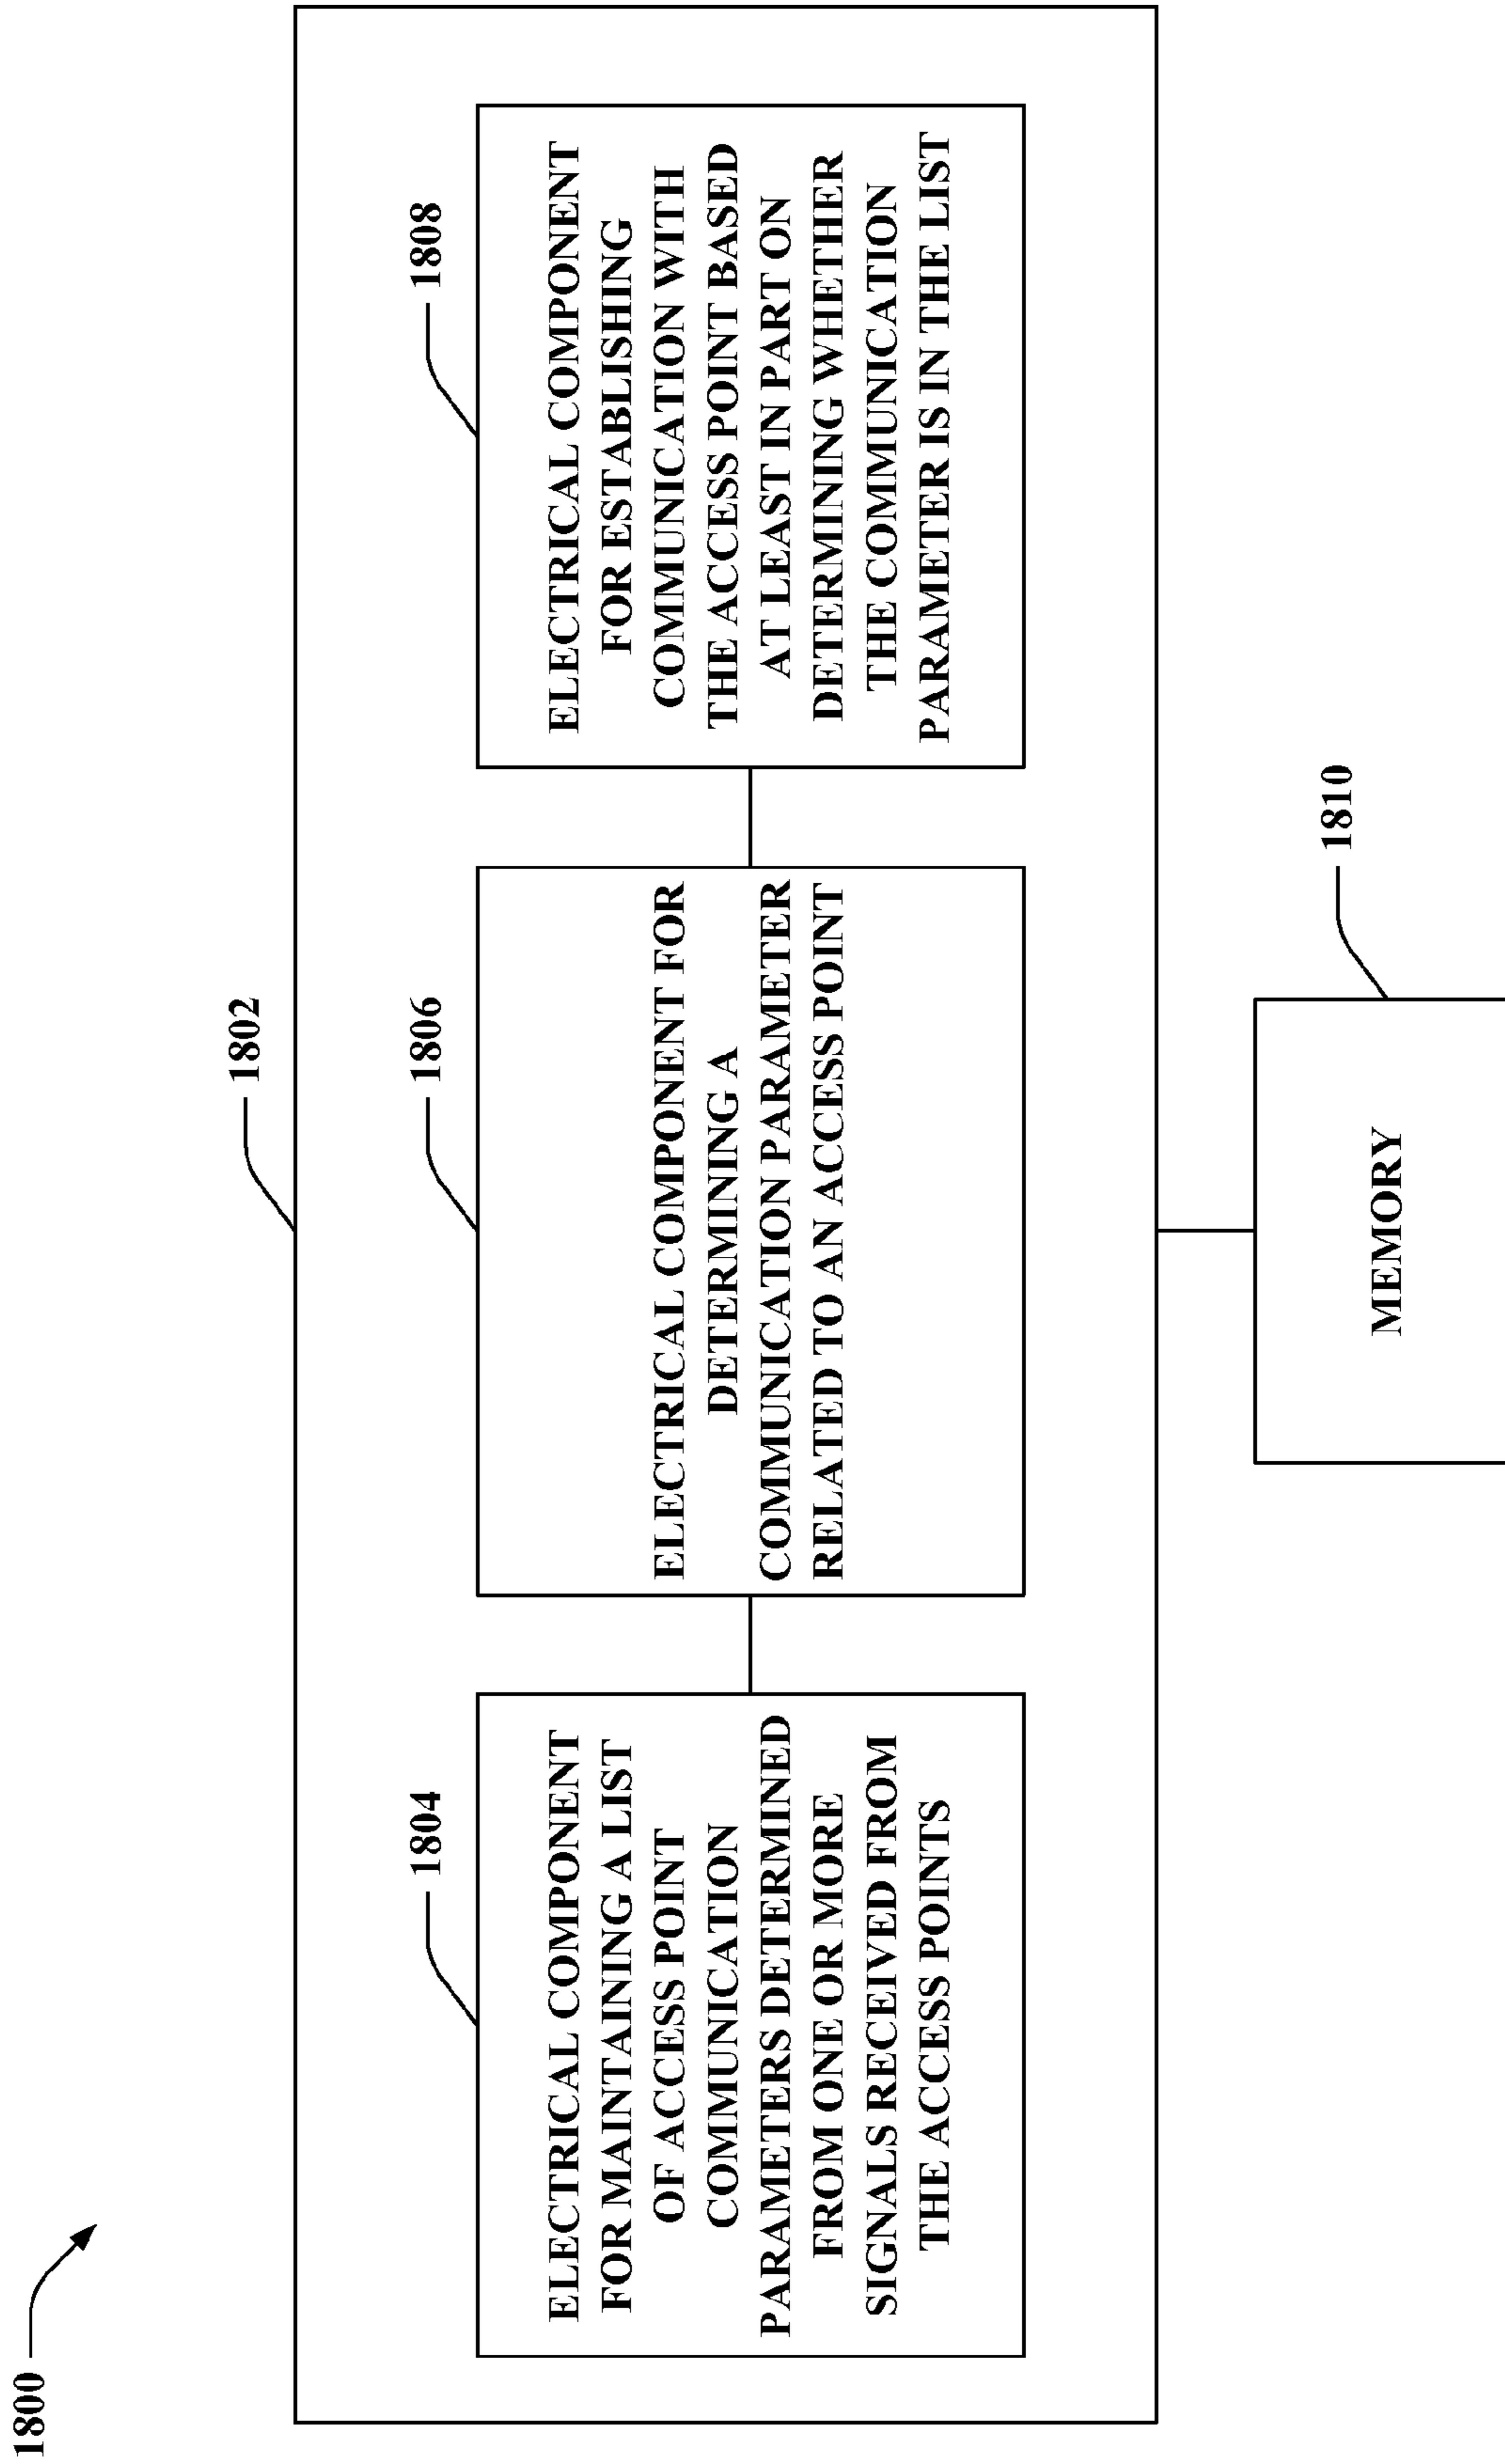 1800
1802
1804
ELECTRICAL COMPONENT
FOR MAINTAINING A LIST
OF ACCESS POINT
COMMUNICATION
PARAMETERS DETERMINED
FROM ONE OR MORE
SIGNALS RECEIVED FROM
THE ACCESS POINTS
1806
ELECTRICAL COMPONENT FOR
DETERMINING A
COMMUNICATION PARAMETER
RELATED TO AN ACCESS POINT
1808
ELECTRICAL COMPONENT
FOR ESTABLISHING
COMMUNICATION WITH
THE ACCESS POINT BASED
AT LEAST IN PART ON
DETERMINING WHETHER
THE COMMUNICATION
PARAMETER IS IN THE LIST
1810
MEMORY